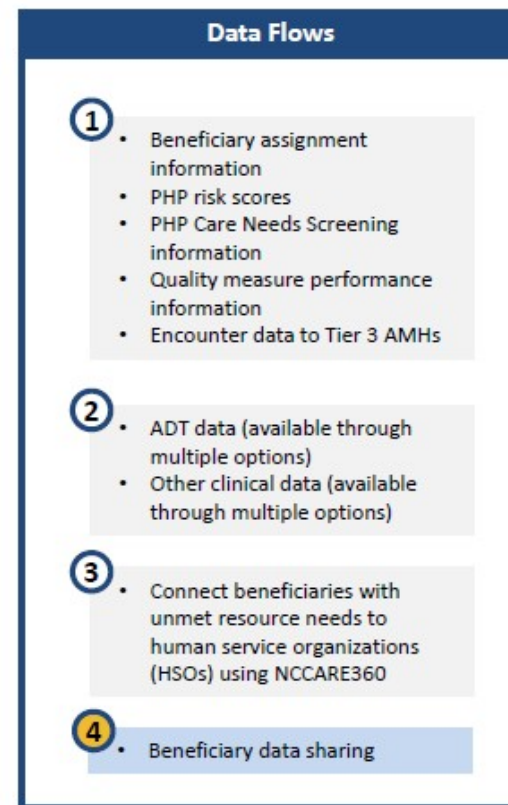 Data Flows
1
• Beneficiary assignment
information
• PHP risk scores
• PHP Care Needs Screening
information
• Quality measure performance
information
• Encounter data to Tier 3 AMHs
2
• ADT data (available through
multiple options)
• Other clinical data (available
through multiple options)
3
• Connect beneficiaries with
unmet resource needs to
human service organizations
(HSOs) using NCCARE360
4
• Beneficiary data sharing